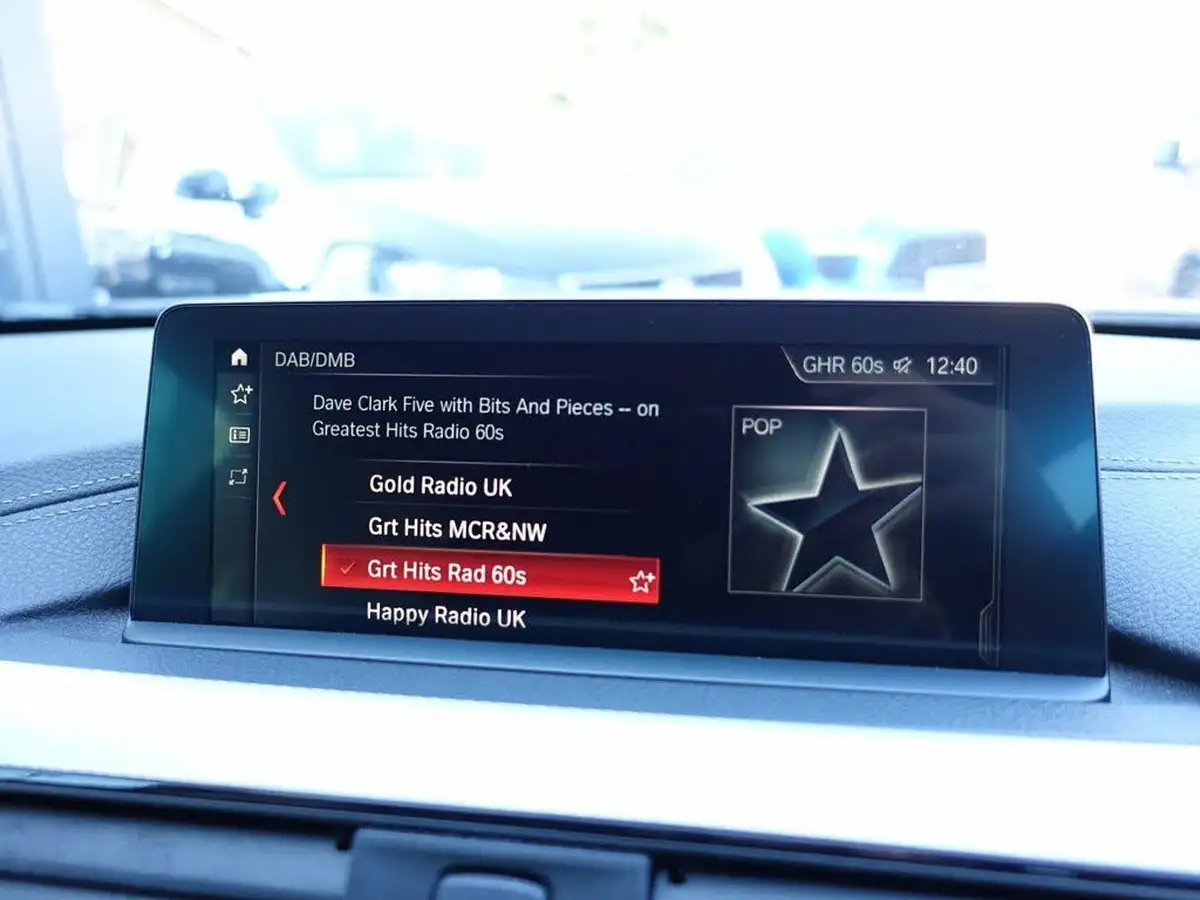 DAB/DMB
GHR 60s 12:40
Dave Clark Five with Bits And Pieces -- on
Greatest Hits Radio 60s
POP
Gold Radio UK
Grt Hits MCR&NW
Grt Hits Rad 60s
Happy Radio UK